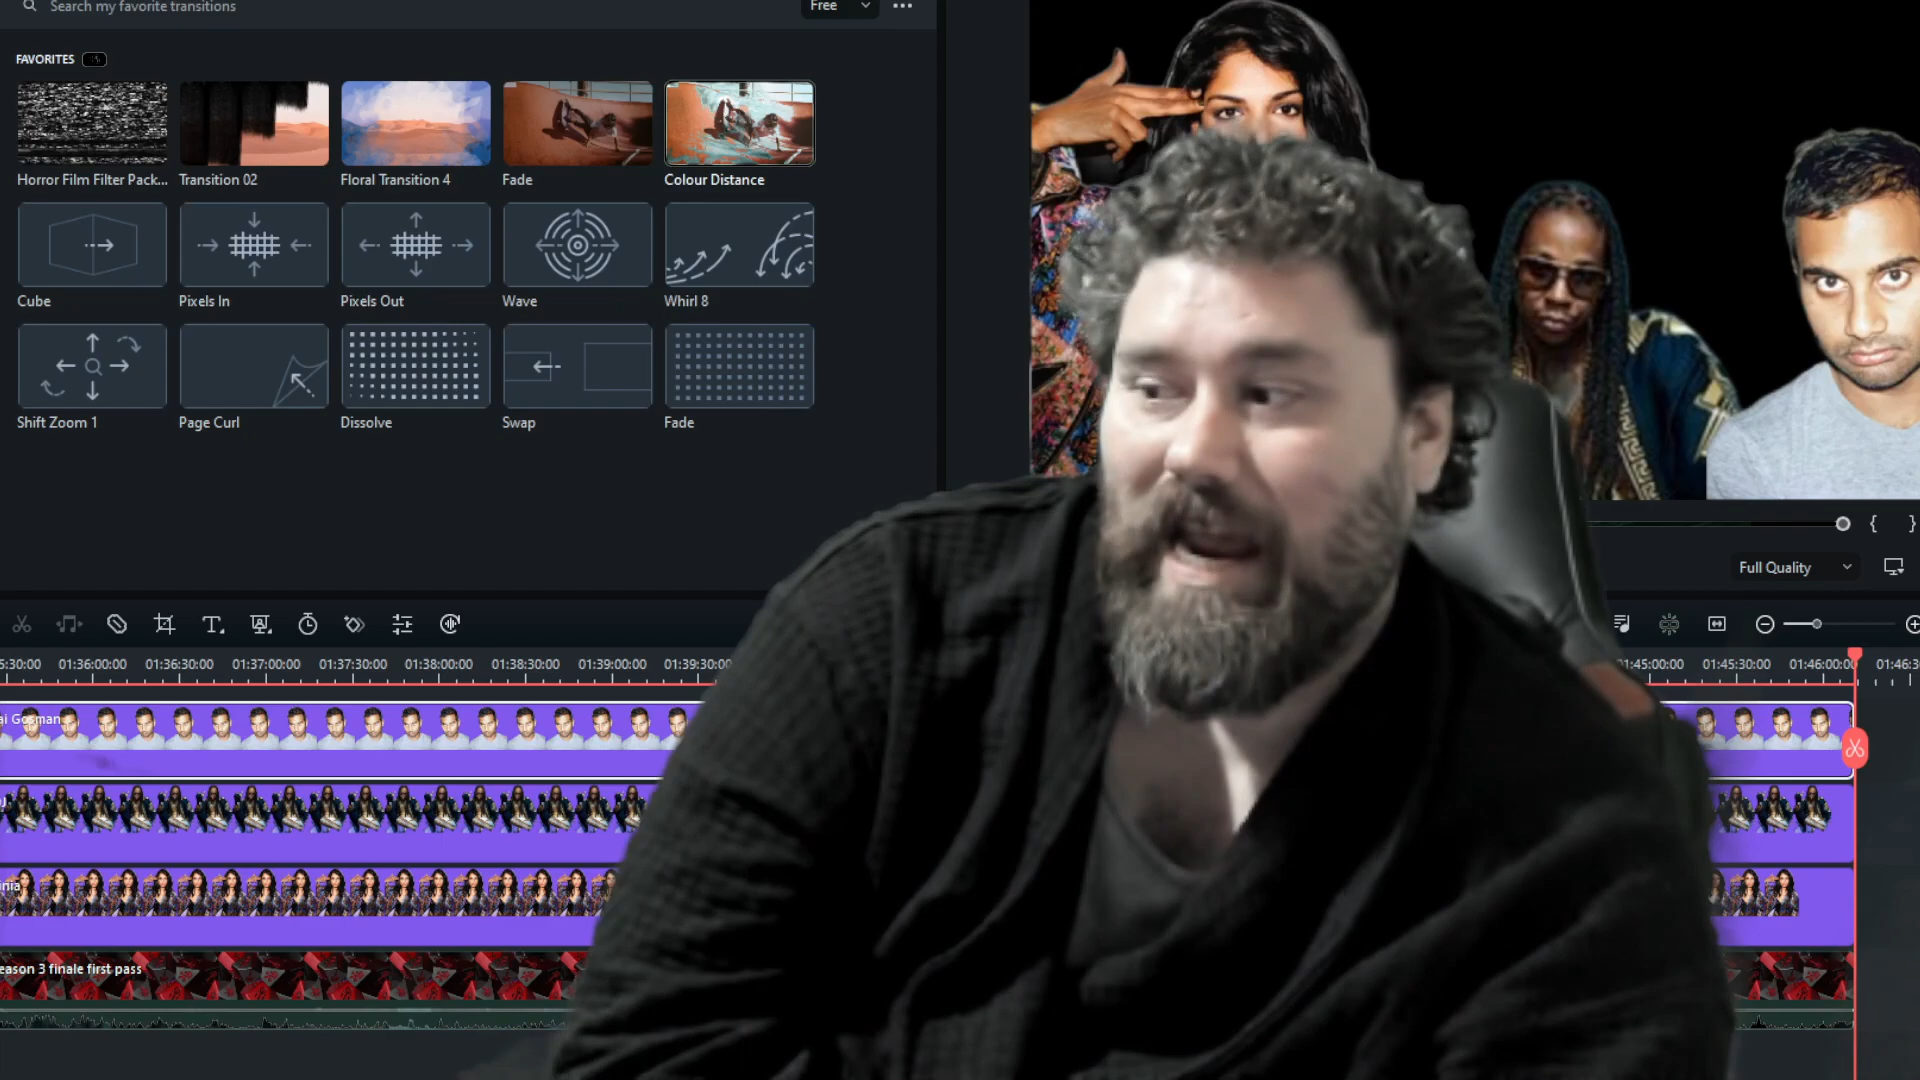 Search my favorite transitions
Free
FAVORITES
Horror Film Filter Pack...
Transition 02
Floral Transition 4
Fade
Colour Distance
Cube
Pixels In
Pixels Out
Wave
Whirl 8
Shift Zoom 1
Page Curl
Dissolve
Swap
Fade
{ }
Full Quality
5:30:00 01:36:00:00 01:36:30:00 01:37:00:00 01:37:30:00 01:38:00:00 01:38:30:00 01:39:00:00 01:39:30:00 1:45:00:00 01:45:30:00 01:46:00:00 01:46:3
ai Gosman
inia
eason 3 finale first pass